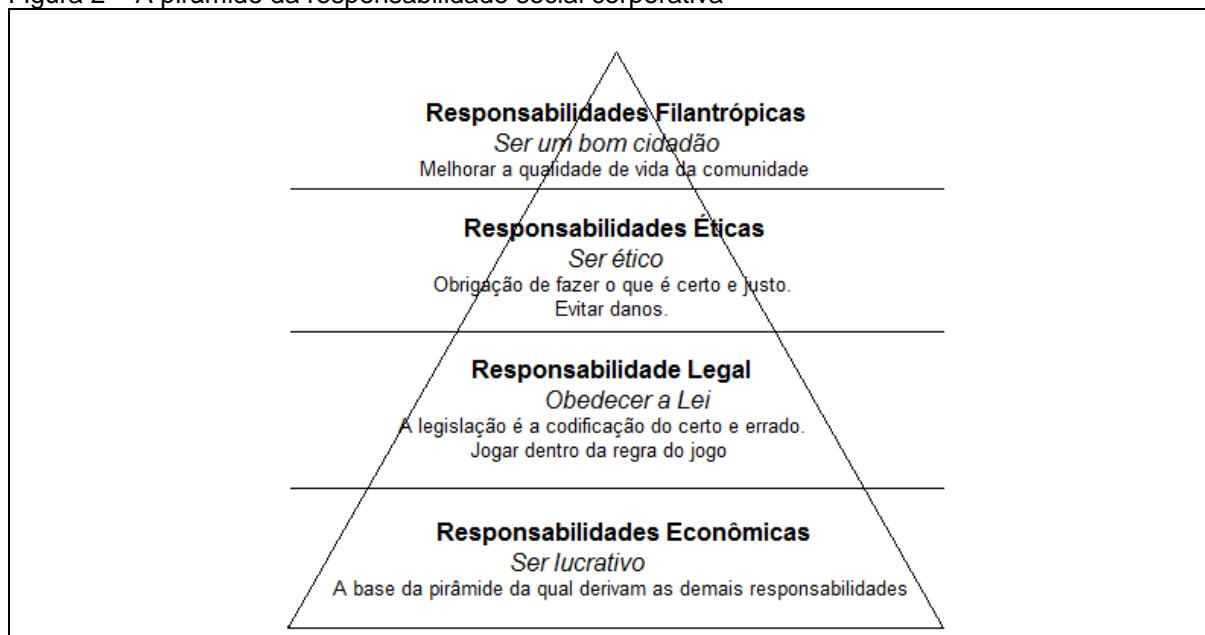 Figura 2 – A pirâmide da responsabilidade social corporativa
Responsabilidades Filantrópicas
Ser um bom cidadão
Melhorar a qualidade de vida da comunidade
Responsabilidades Éticas
Ser ético
Obrigação de fazer o que é certo e justo.
Evitar danos.
Responsabilidade Legal
Obedecer a Lei
A legislação é a codificação do certo e errado.
Jogar dentro da regra do jogo
Responsabilidades Econômicas
Ser lucrativo
A base da pirâmide da qual derivam as demais responsabilidades